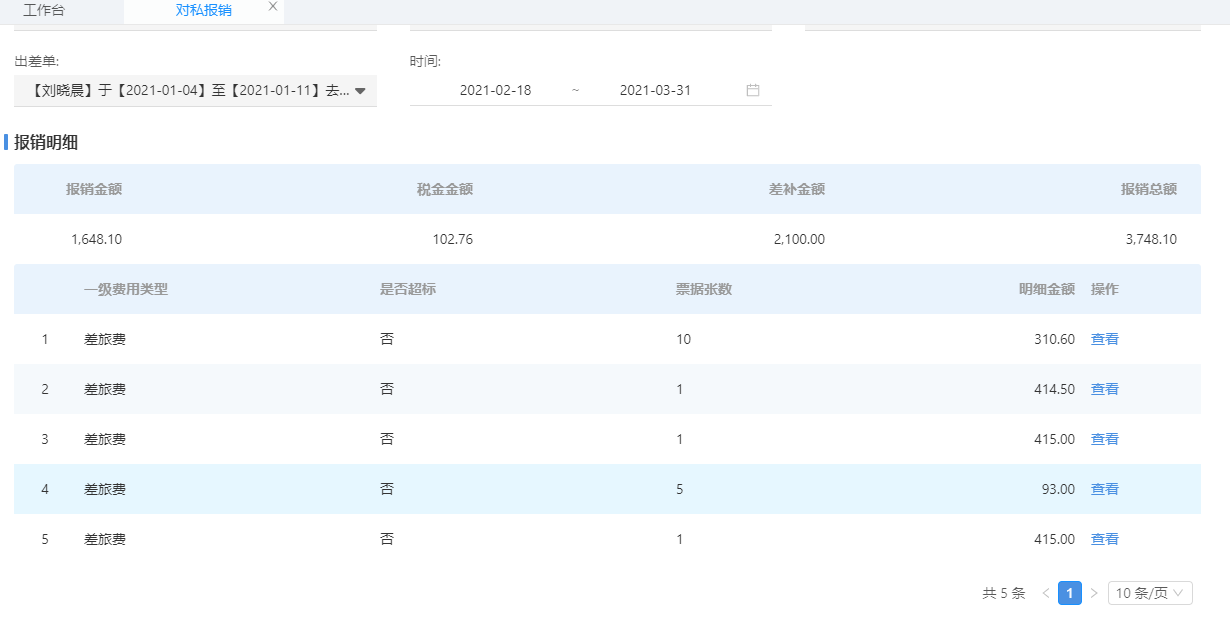 工作台 对私报销
出差单: 时间:
【刘晓晨】于【2021-01-04】至【2021-01-11】去... 2021-02-18 ~ 2021-03-31
报销明细
报销金额 税金金额 差补金额 报销总额
1,648.10 102.76 2,100.00 3,748.10
一级费用类型 是否超标 票据张数 明细金额 操作
1 差旅费 否 10 310.60 查看
2 差旅费 否 1 414.50 查看
3 差旅费 否 1 415.00 查看
4 差旅费 否 5 93.00 查看
5 差旅费 否 1 415.00 查看
共 5 条 < 1 > 10 条/页